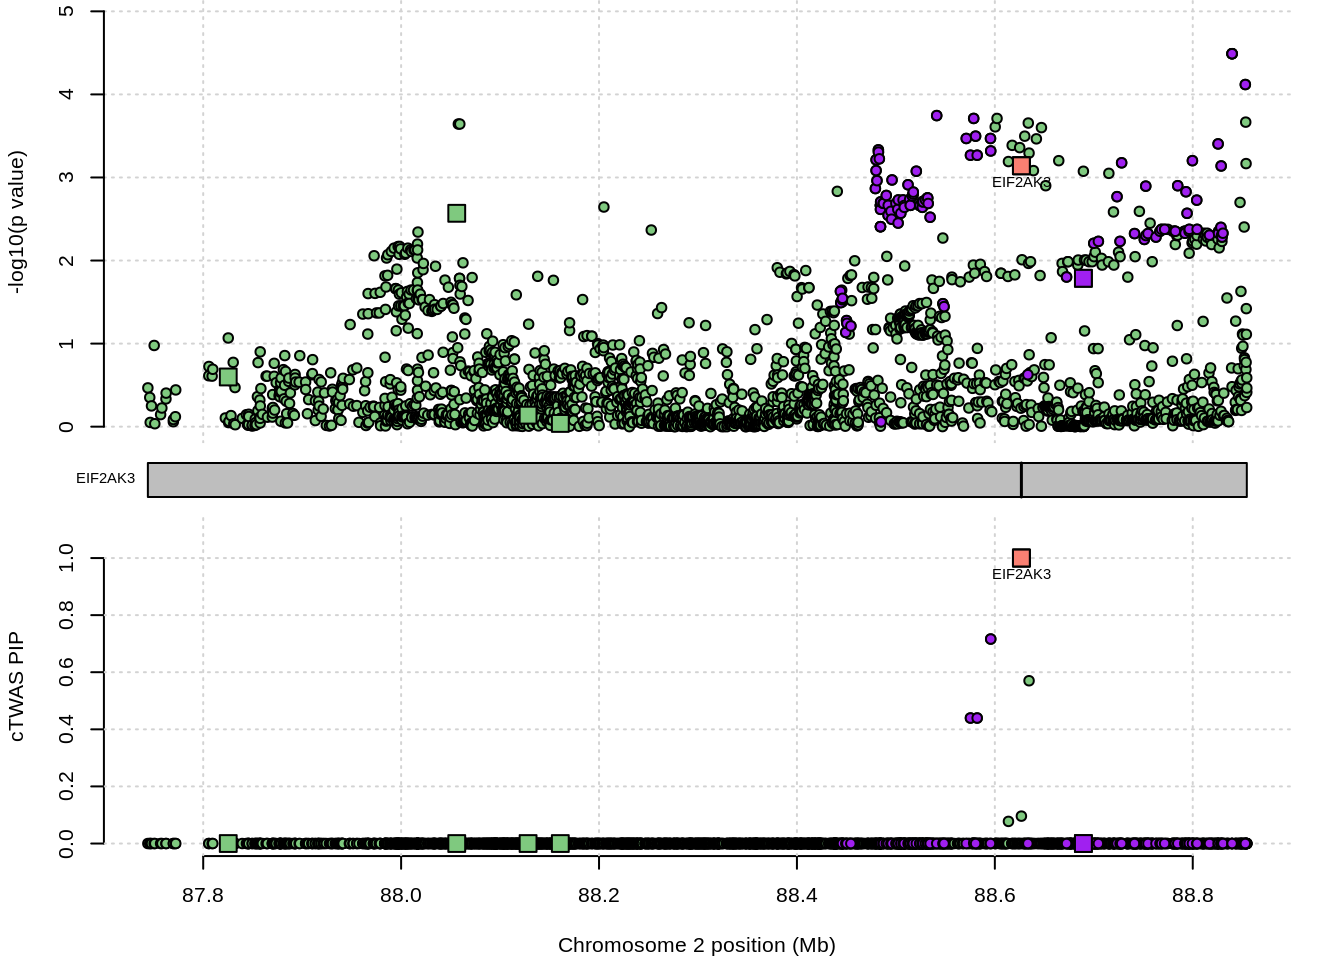 -log10(p value)
5
4
3
2
1
0
EIF2AK3
EIF2AK3
cTWAS PIP
1.0
0.8
0.6
0.4
0.2
0.0
EIF2AK3
87.8 88.0 88.2 88.4 88.6 88.8
Chromosome 2 position (Mb)